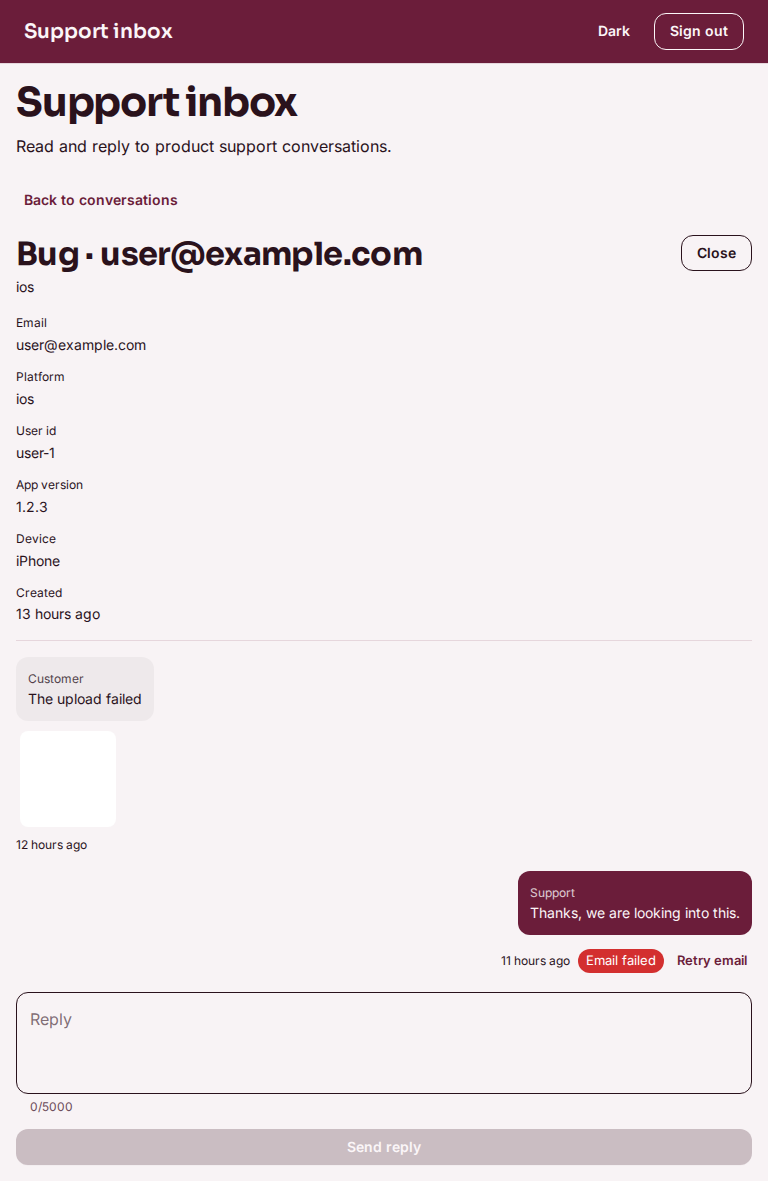 Support inbox
Dark
Sign out
Support inbox
Read and reply to product support conversations.
Back to conversations
Bug · user@example.com
Close
ios
Email
user@example.com
Platform
ios
User id
user-1
App version
1.2.3
Device
iPhone
Created
13 hours ago
Customer
The upload failed
12 hours ago
Support
Thanks, we are looking into this.
11 hours ago
Email failed
Retry email
Reply
0/5000
Send reply